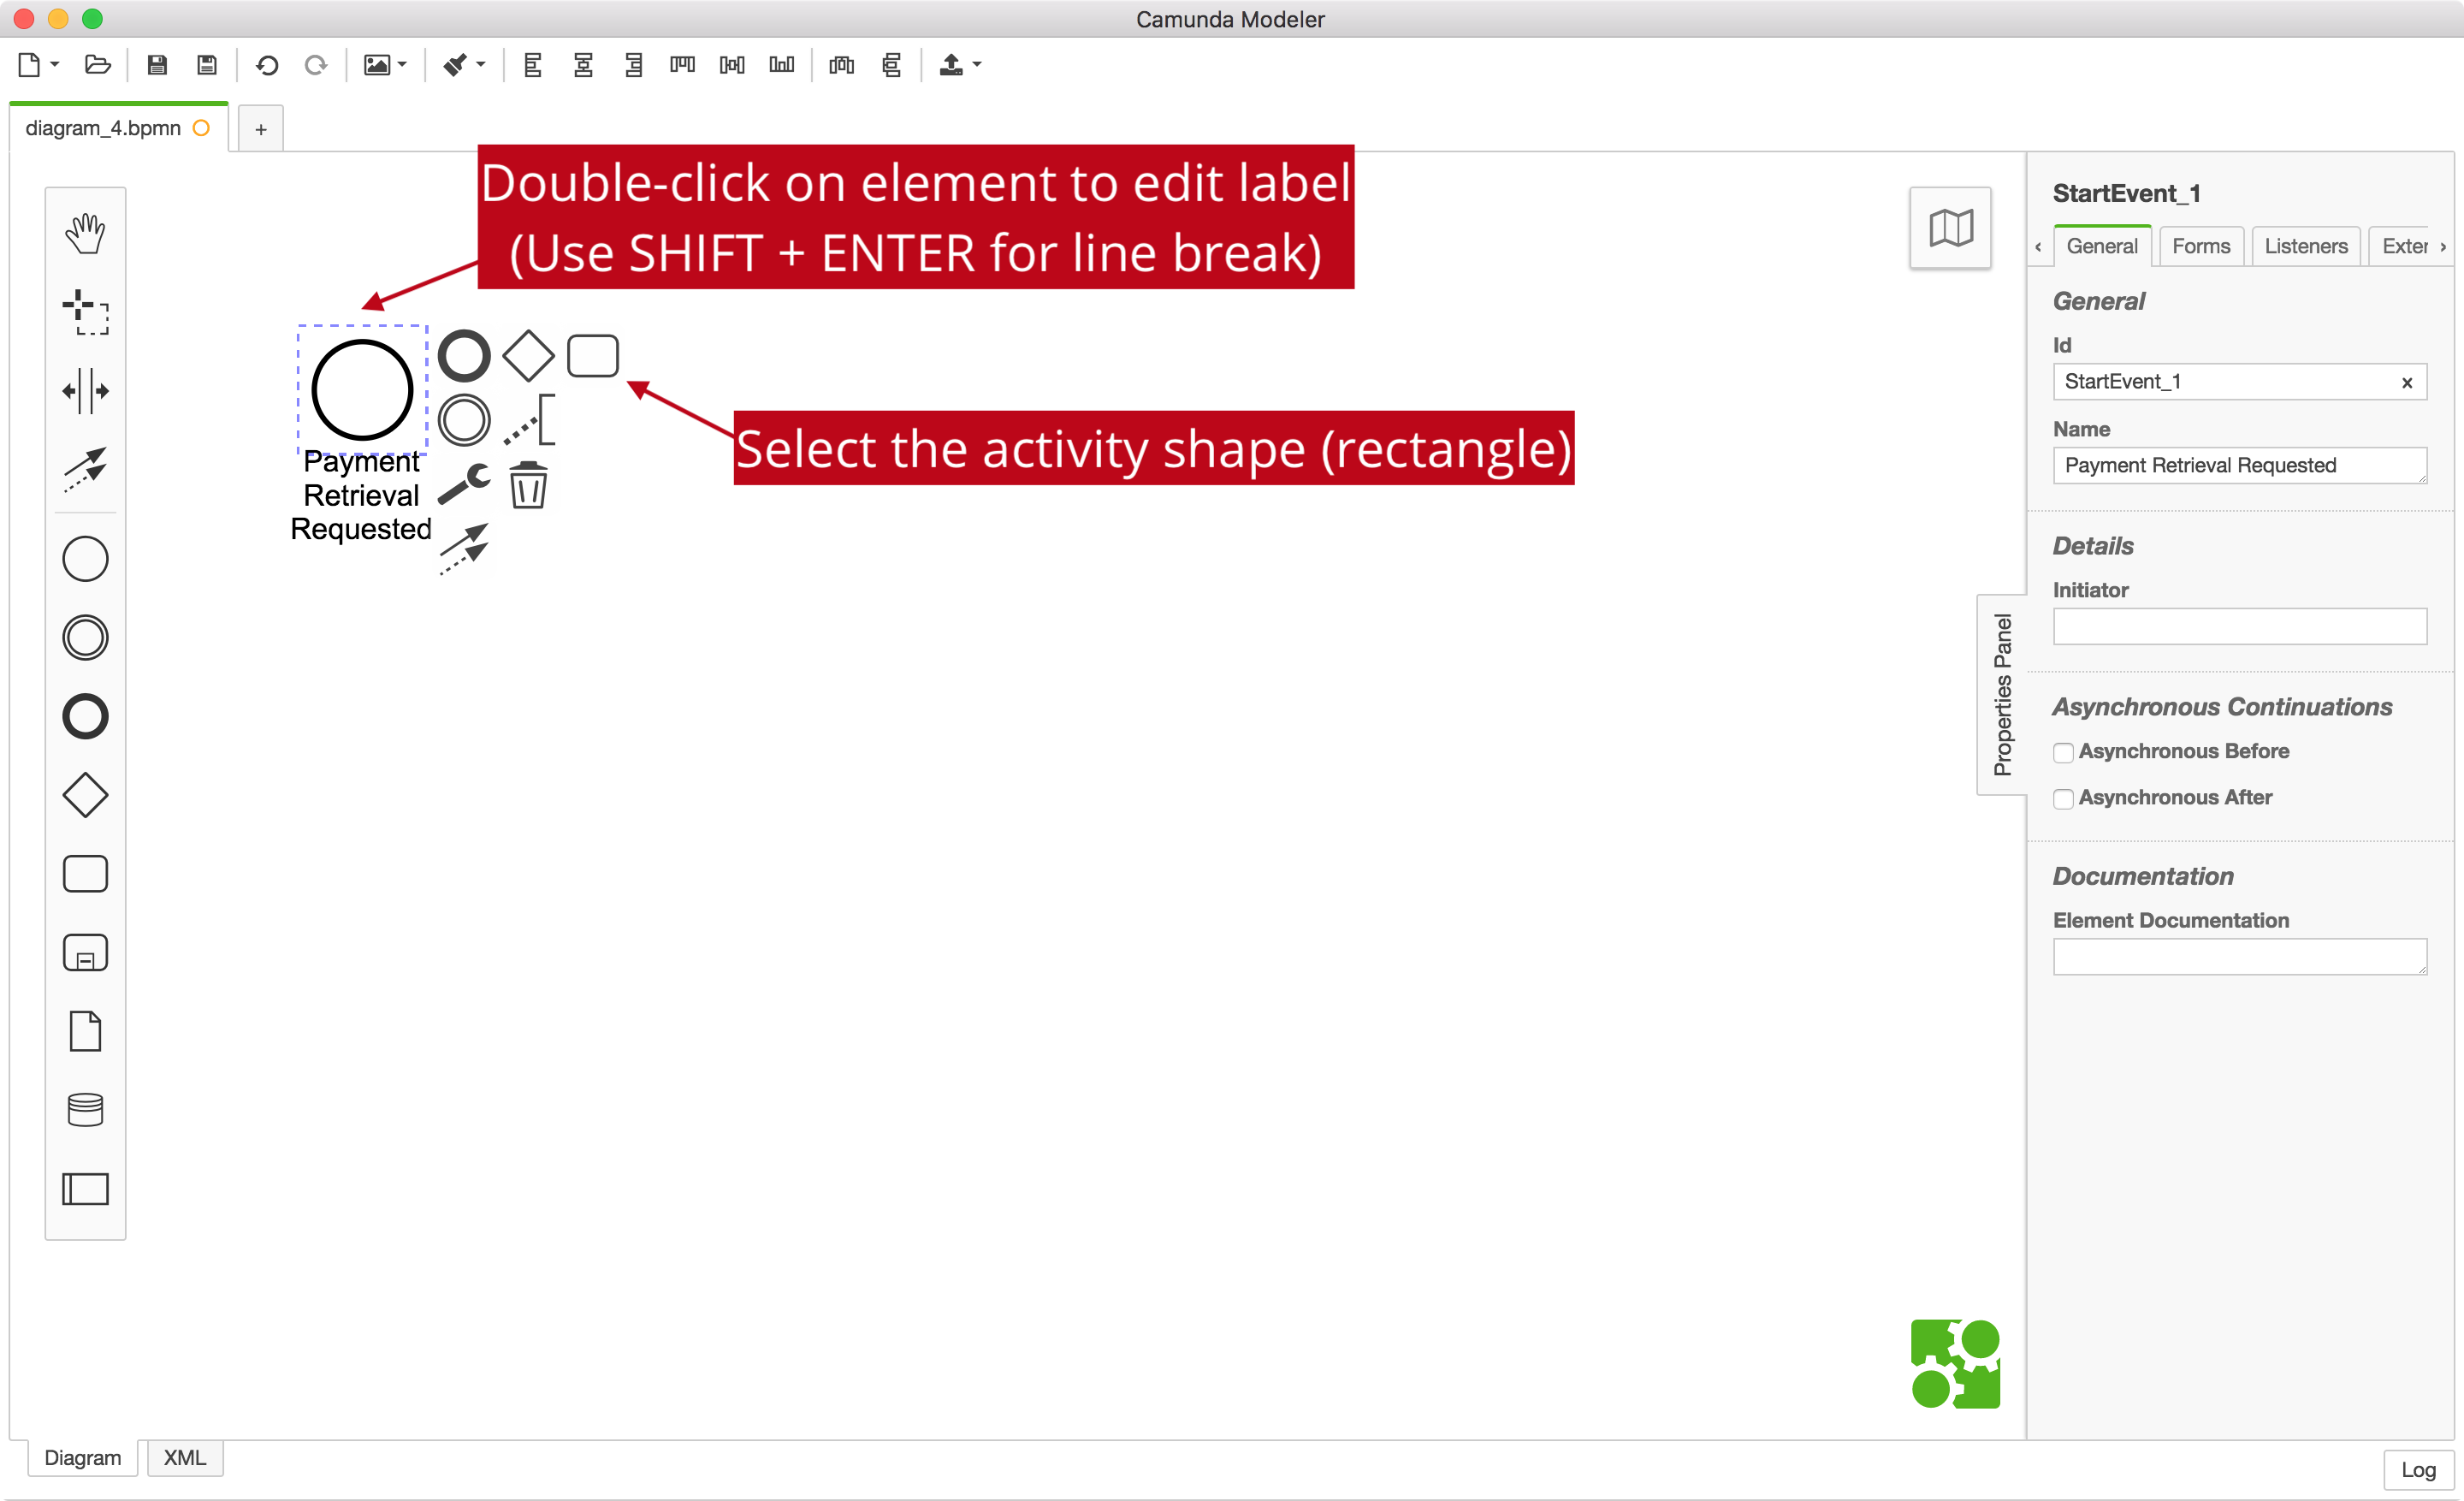 Camunda Modeler
diagram_4.bpmn
+
Double-click on element to edit label
(Use SHIFT + ENTER for line break)
Select the activity shape (rectangle)
Payment
Retrieval
Requested
StartEvent_1
‹ General Forms Listeners Exter ›
General
Id
StartEvent_1 x
Name
Payment Retrieval Requested
Details
Initiator
Properties Panel
Asynchronous Continuations
Asynchronous Before
Asynchronous After
Documentation
Element Documentation
Diagram XML
Log